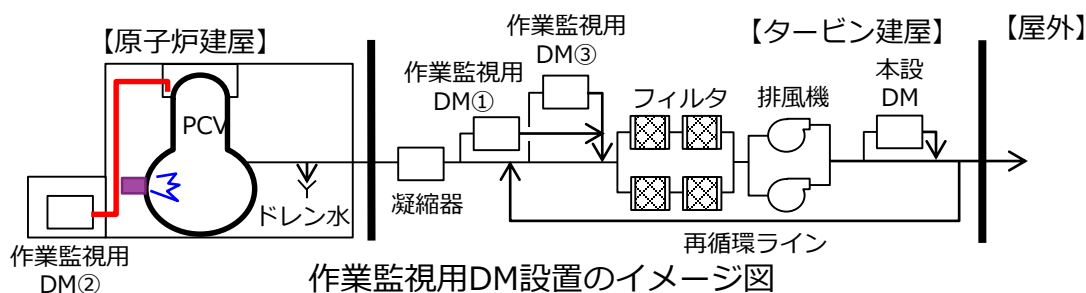 【原子炉建屋】
作業監視用
DM③
【タービン建屋】
【屋外】
作業監視用
DM①
フィルタ
排風機
本設
DM
PCV
凝縮器
ドレン水
再循環ライン
作業監視用
DM②
作業監視用DM設置のイメージ図